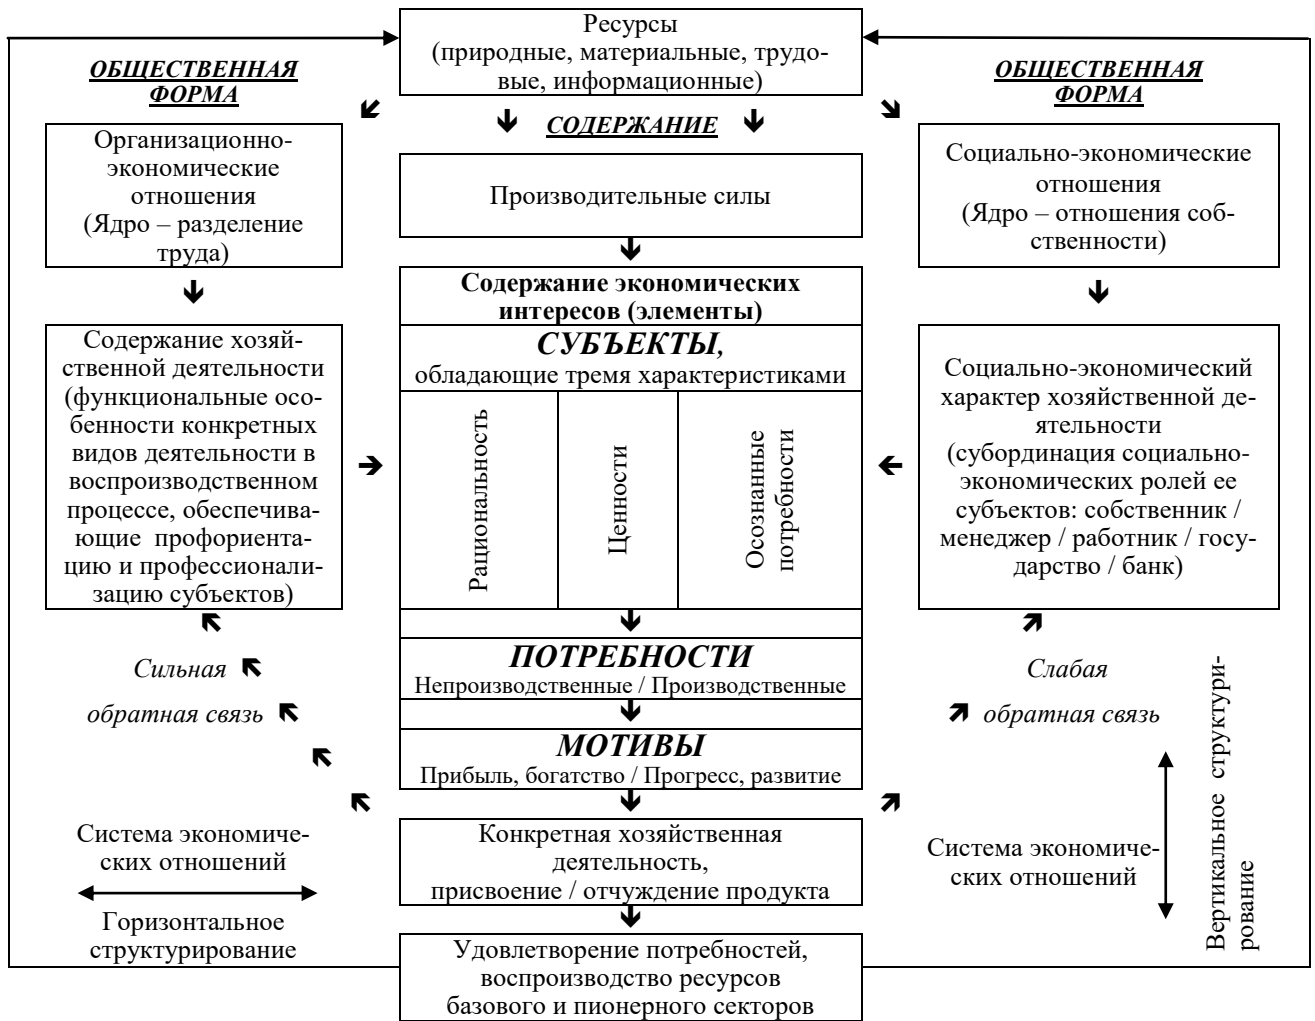 Ресурсы
(природные, материальные, трудо-
вые, информационные)
ОБЩЕСТВЕННАЯ
ФОРМА
СОДЕРЖАНИЕ
ОБЩЕСТВЕННАЯ
ФОРМА
Организационно-
экономические
отношения
(Ядро – разделение
труда)
Производительные силы
Социально-экономические
отношения
(Ядро – отношения соб-
ственности)
Содержание экономических
интересов (элементы)
СУБЪЕКТЫ,
обладающие тремя характеристиками
Рациональность
Ценности
Осознанные
потребности
Содержание хозяй-
ственной деятельности
(функциональные осо-
бенности конкретных
видов деятельности в
воспроизводственном
процессе, обеспечива-
ющие профориента-
цию и профессионали-
зацию субъектов)
Социально-экономический
характер хозяйственной де-
ятельности
(субординация социально-
экономических ролей ее
субъектов: собственник /
менеджер / работник / госу-
дарство / банк)
ПОТРЕБНОСТИ
Непроизводственные / Производственные
МОТИВЫ
Прибыль, богатство / Прогресс, развитие
Сильная
обратная связь
Слабая
обратная связь
Конкретная хозяйственная
деятельность,
присвоение / отчуждение продукта
Система экономиче-
ских отношений
Горизонтальное
структурирование
Система экономиче-
ских отношений
Вертикальное структури-
рование
Удовлетворение потребностей,
воспроизводство ресурсов
базового и пионерного секторов